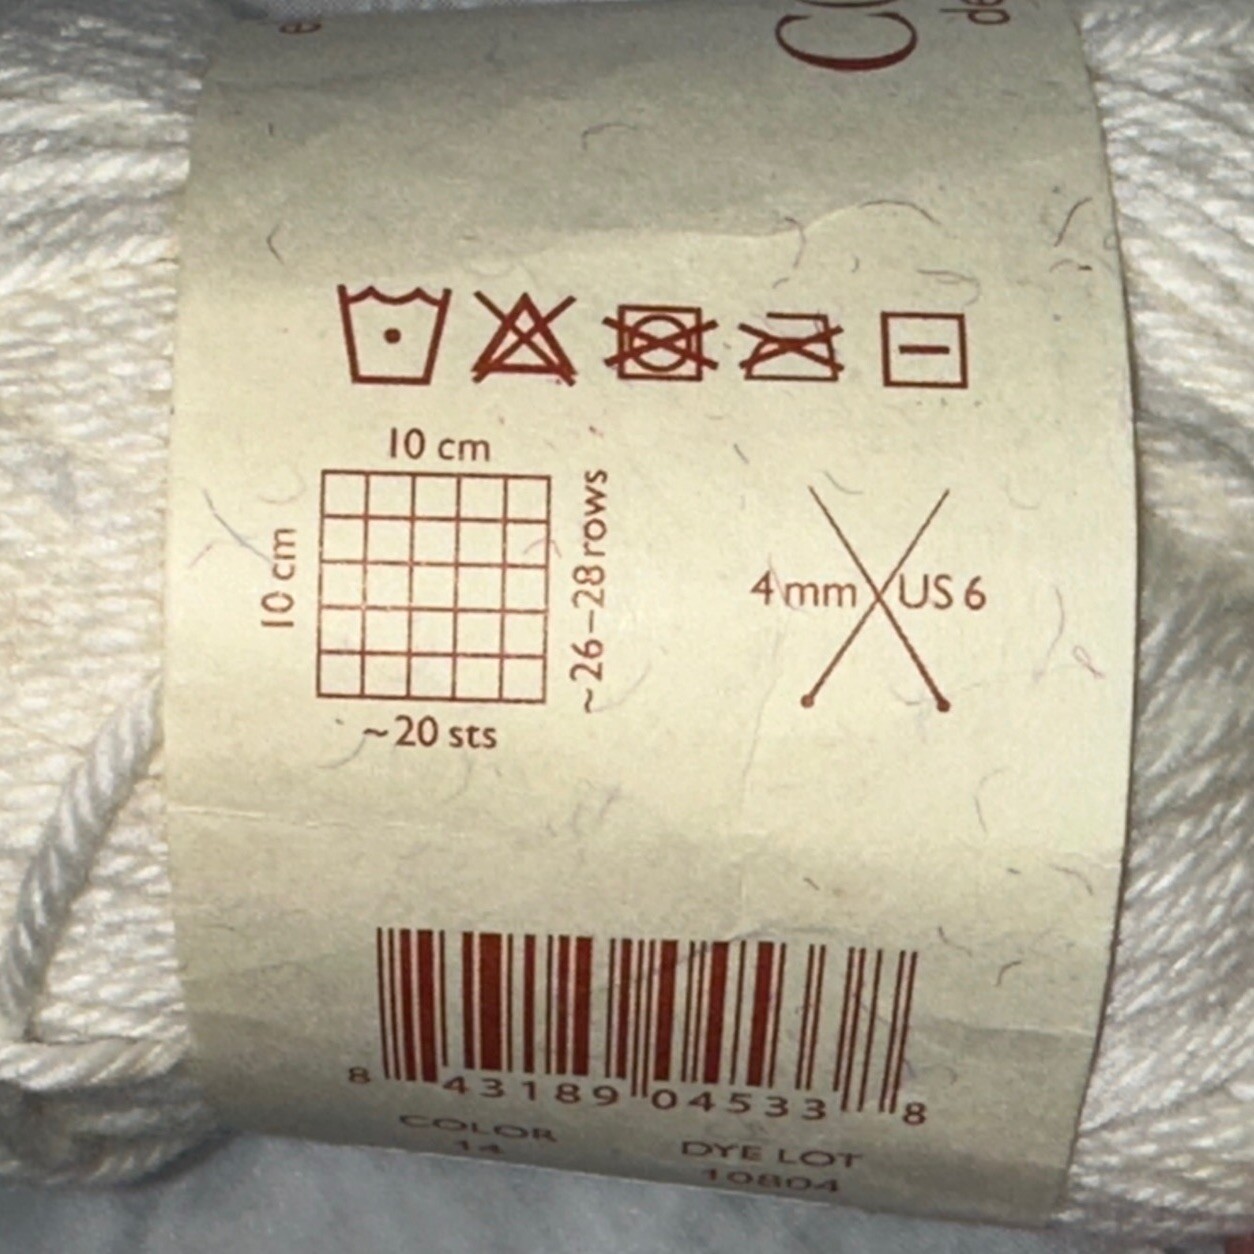 10 cm
10 cm
~26–28 rows
~20 sts
4 mm US 6
8 43189 04533 8
COLOR
14
DYE LOT
10804